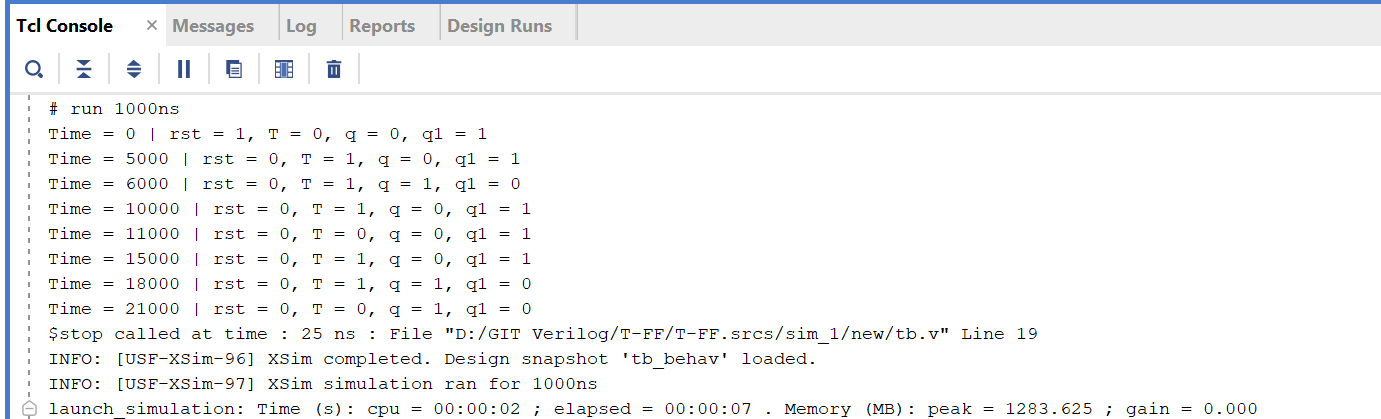 Tcl Console × Messages Log Reports Design Runs
# run 1000ns
Time = 0 | rst = 1, T = 0, q = 0, q1 = 1
Time = 5000 | rst = 0, T = 1, q = 0, q1 = 1
Time = 6000 | rst = 0, T = 1, q = 1, q1 = 0
Time = 10000 | rst = 0, T = 1, q = 0, q1 = 1
Time = 11000 | rst = 0, T = 0, q = 0, q1 = 1
Time = 15000 | rst = 0, T = 1, q = 0, q1 = 1
Time = 18000 | rst = 0, T = 1, q = 1, q1 = 0
Time = 21000 | rst = 0, T = 0, q = 1, q1 = 0
$stop called at time : 25 ns : File "D:/GIT Verilog/T-FF/T-FF.srcs/sim_1/new/tb.v" Line 19
INFO: [USF-XSim-96] XSim completed. Design snapshot 'tb_behav' loaded.
INFO: [USF-XSim-97] XSim simulation ran for 1000ns
launch_simulation: Time (s): cpu = 00:00:02 ; elapsed = 00:00:07 . Memory (MB): peak = 1283.625 ; gain = 0.000